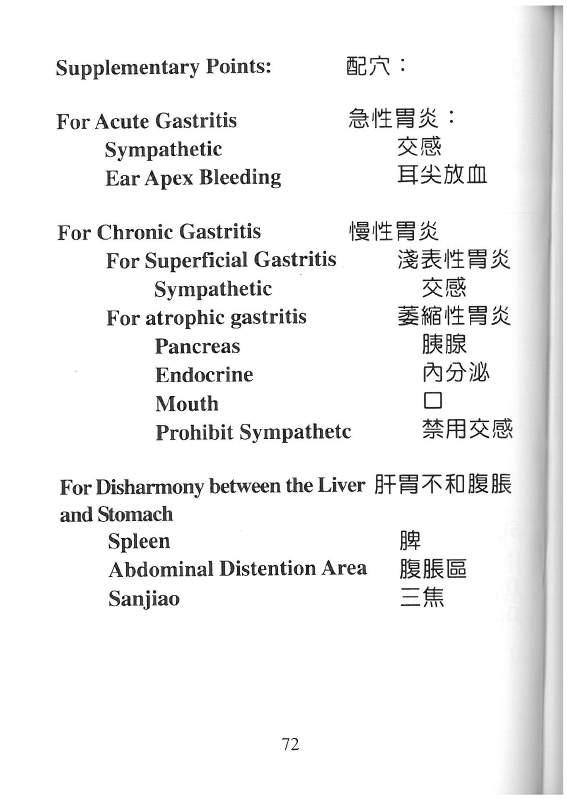 Supplementary Points: 配穴：
For Acute Gastritis 急性胃炎：
Sympathetic 交感
Ear Apex Bleeding 耳尖放血
For Chronic Gastritis 慢性胃炎
For Superficial Gastritis 淺表性胃炎
Sympathetic 交感
For atrophic gastritis 萎縮性胃炎
Pancreas 胰腺
Endocrine 內分泌
Mouth 口
Prohibit Sympathetc 禁用交感
For Disharmony between the Liver 肝胃不和腹脹
and Stomach
Spleen 脾
Abdominal Distention Area 腹脹區
Sanjiao 三焦
72